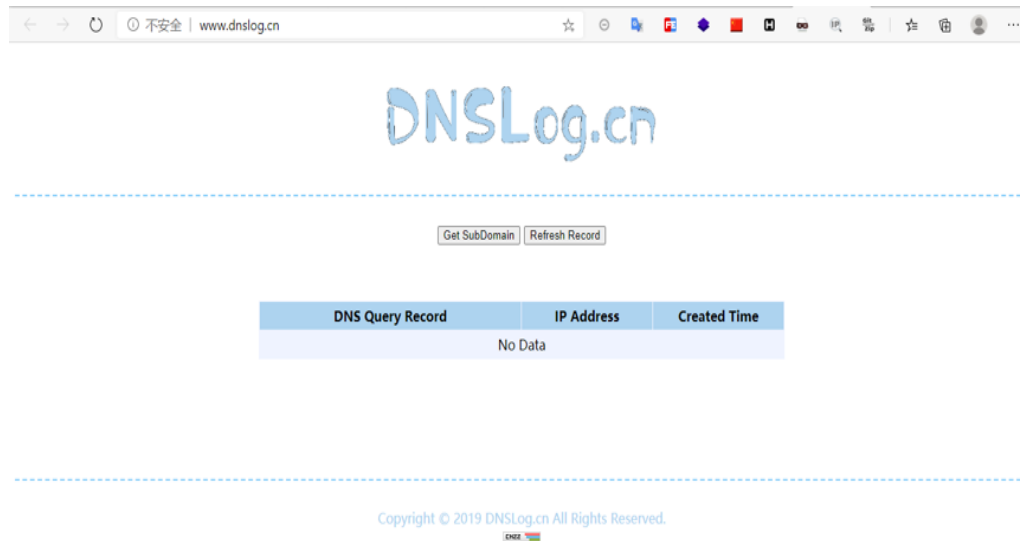 不安全 | www.dnslog.cn
DNSLog.cn
Get SubDomain Refresh Record
DNS Query Record IP Address Created Time
No Data
Copyright © 2019 DNSLog.cn All Rights Reserved.
CNZZ